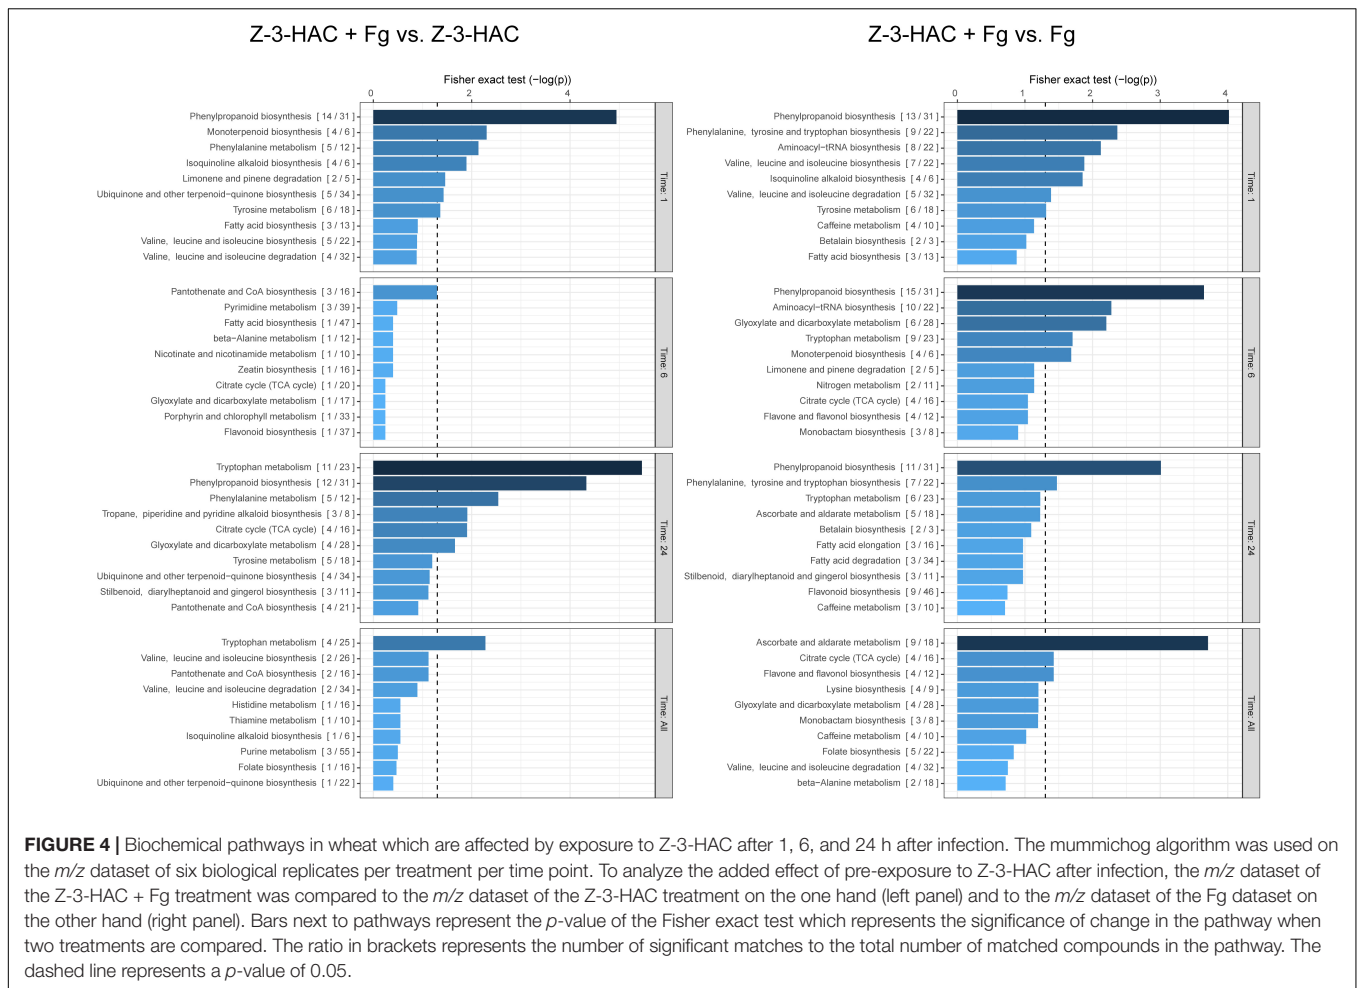 Z-3-HAC + Fg vs. Z-3-HAC
Fisher exact test (−log(p))
0 2 4
Phenylpropanoid biosynthesis [ 14 / 31 ]
Monoterpenoid biosynthesis [ 4 / 6 ]
Phenylalanine metabolism [ 5 / 12 ]
Isoquinoline alkaloid biosynthesis [ 4 / 6 ]
Limonene and pinene degradation [ 2 / 5 ]
Ubiquinone and other terpenoid−quinone biosynthesis [ 5 / 34 ]
Tyrosine metabolism [ 6 / 18 ]
Fatty acid biosynthesis [ 3 / 13 ]
Valine, leucine and isoleucine biosynthesis [ 5 / 22 ]
Valine, leucine and isoleucine degradation [ 4 / 32 ]
Time: 1
Pantothenate and CoA biosynthesis [ 3 / 16 ]
Pyrimidine metabolism [ 3 / 39 ]
Fatty acid biosynthesis [ 1 / 47 ]
beta−Alanine metabolism [ 1 / 12 ]
Nicotinate and nicotinamide metabolism [ 1 / 10 ]
Zeatin biosynthesis [ 1 / 16 ]
Citrate cycle (TCA cycle) [ 1 / 20 ]
Glyoxylate and dicarboxylate metabolism [ 1 / 17 ]
Porphyrin and chlorophyll metabolism [ 1 / 33 ]
Flavonoid biosynthesis [ 1 / 37 ]
Time: 6
Tryptophan metabolism [ 11 / 23 ]
Phenylpropanoid biosynthesis [ 12 / 31 ]
Phenylalanine metabolism [ 5 / 12 ]
Tropane, piperidine and pyridine alkaloid biosynthesis [ 3 / 8 ]
Citrate cycle (TCA cycle) [ 4 / 16 ]
Glyoxylate and dicarboxylate metabolism [ 4 / 28 ]
Tyrosine metabolism [ 5 / 18 ]
Ubiquinone and other terpenoid−quinone biosynthesis [ 4 / 34 ]
Stilbenoid, diarylheptanoid and gingerol biosynthesis [ 3 / 11 ]
Pantothenate and CoA biosynthesis [ 4 / 21 ]
Time: 24
Tryptophan metabolism [ 4 / 25 ]
Valine, leucine and isoleucine biosynthesis [ 2 / 26 ]
Pantothenate and CoA biosynthesis [ 2 / 16 ]
Valine, leucine and isoleucine degradation [ 2 / 34 ]
Histidine metabolism [ 1 / 16 ]
Thiamine metabolism [ 1 / 10 ]
Isoquinoline alkaloid biosynthesis [ 1 / 6 ]
Purine metabolism [ 3 / 55 ]
Folate biosynthesis [ 1 / 16 ]
Ubiquinone and other terpenoid−quinone biosynthesis [ 1 / 22 ]
Time: All
Z-3-HAC + Fg vs. Fg
Fisher exact test (−log(p))
0 1 2 3 4
Phenylpropanoid biosynthesis [ 13 / 31 ]
Phenylalanine, tyrosine and tryptophan biosynthesis [ 9 / 22 ]
Aminoacyl−tRNA biosynthesis [ 8 / 22 ]
Valine, leucine and isoleucine biosynthesis [ 7 / 22 ]
Isoquinoline alkaloid biosynthesis [ 4 / 6 ]
Valine, leucine and isoleucine degradation [ 5 / 32 ]
Tyrosine metabolism [ 6 / 18 ]
Caffeine metabolism [ 4 / 10 ]
Betalain biosynthesis [ 2 / 3 ]
Fatty acid biosynthesis [ 3 / 13 ]
Time: 1
Phenylpropanoid biosynthesis [ 15 / 31 ]
Aminoacyl−tRNA biosynthesis [ 10 / 22 ]
Glyoxylate and dicarboxylate metabolism [ 6 / 28 ]
Tryptophan metabolism [ 9 / 23 ]
Monoterpenoid biosynthesis [ 4 / 6 ]
Limonene and pinene degradation [ 2 / 5 ]
Nitrogen metabolism [ 2 / 11 ]
Citrate cycle (TCA cycle) [ 4 / 16 ]
Flavone and flavonol biosynthesis [ 4 / 12 ]
Monobactam biosynthesis [ 3 / 8 ]
Time: 6
Phenylpropanoid biosynthesis [ 11 / 31 ]
Phenylalanine, tyrosine and tryptophan biosynthesis [ 7 / 22 ]
Tryptophan metabolism [ 6 / 23 ]
Ascorbate and aldarate metabolism [ 5 / 18 ]
Betalain biosynthesis [ 2 / 3 ]
Fatty acid elongation [ 3 / 16 ]
Fatty acid degradation [ 3 / 34 ]
Stilbenoid, diarylheptanoid and gingerol biosynthesis [ 3 / 11 ]
Flavonoid biosynthesis [ 9 / 46 ]
Caffeine metabolism [ 3 / 10 ]
Time: 24
Ascorbate and aldarate metabolism [ 9 / 18 ]
Citrate cycle (TCA cycle) [ 4 / 16 ]
Flavone and flavonol biosynthesis [ 4 / 12 ]
Lysine biosynthesis [ 4 / 9 ]
Glyoxylate and dicarboxylate metabolism [ 4 / 28 ]
Monobactam biosynthesis [ 3 / 8 ]
Caffeine metabolism [ 4 / 10 ]
Folate biosynthesis [ 5 / 22 ]
Valine, leucine and isoleucine degradation [ 4 / 32 ]
beta−Alanine metabolism [ 2 / 18 ]
Time: All
FIGURE 4 | Biochemical pathways in wheat which are affected by exposure to Z-3-HAC after 1, 6, and 24 h after infection. The mummichog algorithm was used on
the m/z dataset of six biological replicates per treatment per time point. To analyze the added effect of pre-exposure to Z-3-HAC after infection, the m/z dataset of
the Z-3-HAC + Fg treatment was compared to the m/z dataset of the Z-3-HAC treatment on the one hand (left panel) and to the m/z dataset of the Fg dataset on
the other hand (right panel). Bars next to pathways represent the p-value of the Fisher exact test which represents the significance of change in the pathway when
two treatments are compared. The ratio in brackets represents the number of significant matches to the total number of matched compounds in the pathway. The
dashed line represents a p-value of 0.05.